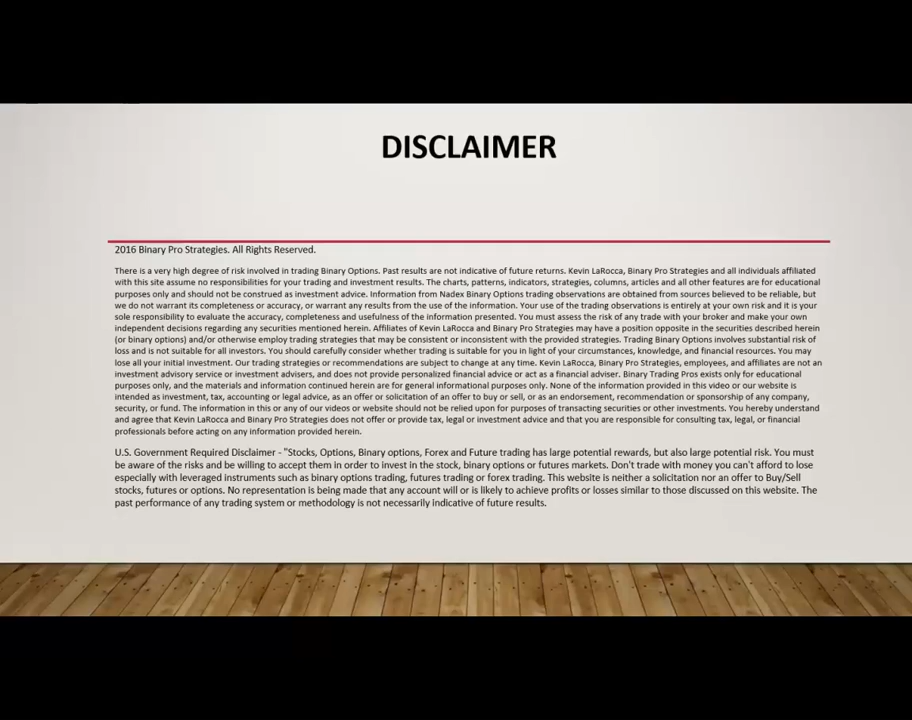 DISCLAIMER
2016 Binary Pro Strategies. All Rights Reserved.
There is a very high degree of risk involved in trading Binary Options. Past results are not indicative of future returns. Kevin LaRocca, Binary Pro Strategies and all individuals affiliated
with this site assume no responsibilities for your trading and investment results. The charts, patterns, indicators, strategies, columns, articles and all other features are for educational
purposes only and should not be construed as investment advice. Information from Nadex Binary Options trading observations are obtained from sources believed to be reliable, but
we do not warrant its completeness or accuracy, or warrant any results from the use of the information. Your use of the trading observations is entirely at your own risk and it is your
sole responsibility to evaluate the accuracy, completeness and usefulness of the information presented. You must assess the risk of any trade with your broker and make your own
independent decisions regarding any securities mentioned herein. Affiliates of Kevin LaRocca and Binary Pro Strategies may have a position opposite in the securities described herein
(or binary options) and/or otherwise employ trading strategies that may be consistent or inconsistent with the provided strategies. Trading Binary Options involves substantial risk of
loss and is not suitable for all investors. You should carefully consider whether trading is suitable for you in light of your circumstances, knowledge, and financial resources. You may
lose all your initial investment. Our trading strategies or recommendations are subject to change at any time. Kevin LaRocca, Binary Pro Strategies, employees, and affiliates are not an
investment advisory service or investment advisers, and does not provide personalized financial advice or act as a financial adviser. Binary Trading Pros exists only for educational
purposes only, and the materials and information continued herein are for general informational purposes only. None of the information provided in this video or our website is
intended as investment, tax, accounting or legal advice, as an offer or solicitation of an offer to buy or sell, or as an endorsement, recommendation or sponsorship of any company,
security, or fund. The information in this or any of our videos or website should not be relied upon for purposes of transacting securities or other investments. You hereby understand
and agree that Kevin LaRocca and Binary Pro Strategies does not offer or provide tax, legal or investment advice and that you are responsible for consulting tax, legal, or financial
professionals before acting on any information provided herein.
U.S. Government Required Disclaimer - "Stocks, Options, Binary options, Forex and Future trading has large potential rewards, but also large potential risk. You must
be aware of the risks and be willing to accept them in order to invest in the stock, binary options or futures markets. Don't trade with money you can't afford to lose
especially with leveraged instruments such as binary options trading, futures trading or forex trading. This website is neither a solicitation nor an offer to Buy/Sell
stocks, futures or options. No representation is being made that any account will or is likely to achieve profits or losses similar to those discussed on this website. The
past performance of any trading system or methodology is not necessarily indicative of future results.